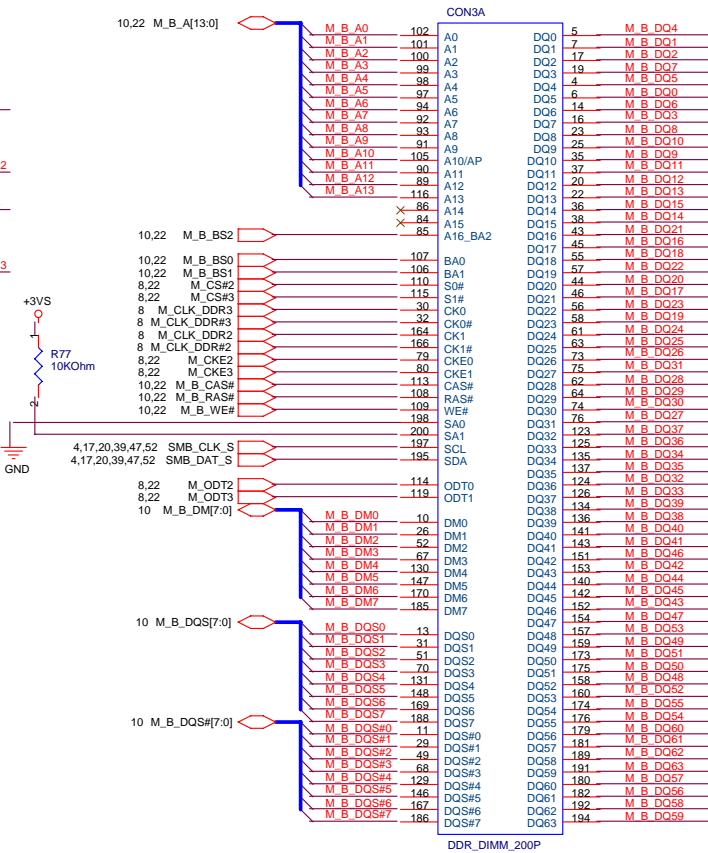 CON3A
10,22 M_B_A[13:0]
M_B_A0 102 A0
M_B_A1 101 A1
M_B_A2 100 A2
M_B_A3 99 A3
M_B_A4 98 A4
M_B_A5 97 A5
M_B_A6 94 A6
M_B_A7 92 A7
M_B_A8 93 A8
M_B_A9 91 A9
M_B_A10 105 A10/AP
M_B_A11 90 A11
M_B_A12 89 A12
M_B_A13 116 A13
86 A14
84 A15
10,22 M_B_BS2 85 A16_BA2
10,22 M_B_BS0 107 BA0
10,22 M_B_BS1 106 BA1
8,22 M_CS#2 110 S0#
8,22 M_CS#3 115 S1#
8 M_CLK_DDR3 30 CK0
8 M_CLK_DDR#3 32 CK0#
8 M_CLK_DDR2 164 CK1
8 M_CLK_DDR#2 166 CK1#
8,22 M_CKE2 79 CKE0
8,22 M_CKE3 80 CKE1
10,22 M_B_CAS# 113 CAS#
10,22 M_B_RAS# 108 RAS#
10,22 M_B_WE# 109 WE#
198 SA0
200 SA1
4,17,20,39,47,52 SMB_CLK_S 197 SCL
4,17,20,39,47,52 SMB_DAT_S 195 SDA
8,22 M_ODT2 114 ODT0
8,22 M_ODT3 119 ODT1
10 M_B_DM[7:0]
M_B_DM0 10 DM0
M_B_DM1 26 DM1
M_B_DM2 52 DM2
M_B_DM3 67 DM3
M_B_DM4 130 DM4
M_B_DM5 147 DM5
M_B_DM6 170 DM6
M_B_DM7 185 DM7
10 M_B_DQS[7:0]
M_B_DQS0 13 DQS0
M_B_DQS1 31 DQS1
M_B_DQS2 51 DQS2
M_B_DQS3 70 DQS3
M_B_DQS4 131 DQS4
M_B_DQS5 148 DQS5
M_B_DQS6 169 DQS6
M_B_DQS7 188 DQS7
10 M_B_DQS#[7:0]
M_B_DQS#0 11 DQS#0
M_B_DQS#1 29 DQS#1
M_B_DQS#2 49 DQS#2
M_B_DQS#3 68 DQS#3
M_B_DQS#4 129 DQS#4
M_B_DQS#5 146 DQS#5
M_B_DQS#6 167 DQS#6
M_B_DQS#7 186 DQS#7
2
3
+3VS
1
R77
10KOhm
2
GND
DQ0 5 M_B_DQ4
DQ1 7 M_B_DQ1
DQ2 17 M_B_DQ2
DQ3 19 M_B_DQ7
DQ4 4 M_B_DQ5
DQ5 6 M_B_DQ0
DQ6 14 M_B_DQ6
DQ7 16 M_B_DQ3
DQ8 23 M_B_DQ8
DQ9 25 M_B_DQ10
DQ10 35 M_B_DQ9
DQ11 37 M_B_DQ11
DQ12 20 M_B_DQ12
DQ13 22 M_B_DQ13
DQ14 36 M_B_DQ15
DQ15 38 M_B_DQ14
DQ16 43 M_B_DQ21
DQ17 45 M_B_DQ16
DQ18 55 M_B_DQ18
DQ19 57 M_B_DQ22
DQ20 44 M_B_DQ20
DQ21 46 M_B_DQ17
DQ22 56 M_B_DQ23
DQ23 58 M_B_DQ19
DQ24 61 M_B_DQ24
DQ25 63 M_B_DQ25
DQ26 73 M_B_DQ26
DQ27 75 M_B_DQ31
DQ28 62 M_B_DQ28
DQ29 64 M_B_DQ29
DQ30 74 M_B_DQ30
DQ31 76 M_B_DQ27
DQ32 123 M_B_DQ37
DQ33 125 M_B_DQ36
DQ34 135 M_B_DQ34
DQ35 137 M_B_DQ35
DQ36 124 M_B_DQ32
DQ37 126 M_B_DQ33
DQ38 134 M_B_DQ39
DQ39 136 M_B_DQ38
DQ40 141 M_B_DQ40
DQ41 143 M_B_DQ41
DQ42 151 M_B_DQ46
DQ43 153 M_B_DQ42
DQ44 140 M_B_DQ44
DQ45 142 M_B_DQ45
DQ46 152 M_B_DQ43
DQ47 154 M_B_DQ47
DQ48 157 M_B_DQ53
DQ49 159 M_B_DQ49
DQ50 173 M_B_DQ51
DQ51 175 M_B_DQ50
DQ52 158 M_B_DQ48
DQ53 160 M_B_DQ52
DQ54 174 M_B_DQ55
DQ55 176 M_B_DQ54
DQ56 179 M_B_DQ60
DQ57 181 M_B_DQ61
DQ58 189 M_B_DQ62
DQ59 191 M_B_DQ63
DQ60 180 M_B_DQ57
DQ61 182 M_B_DQ56
DQ62 192 M_B_DQ58
DQ63 194 M_B_DQ59
DDR_DIMM_200P